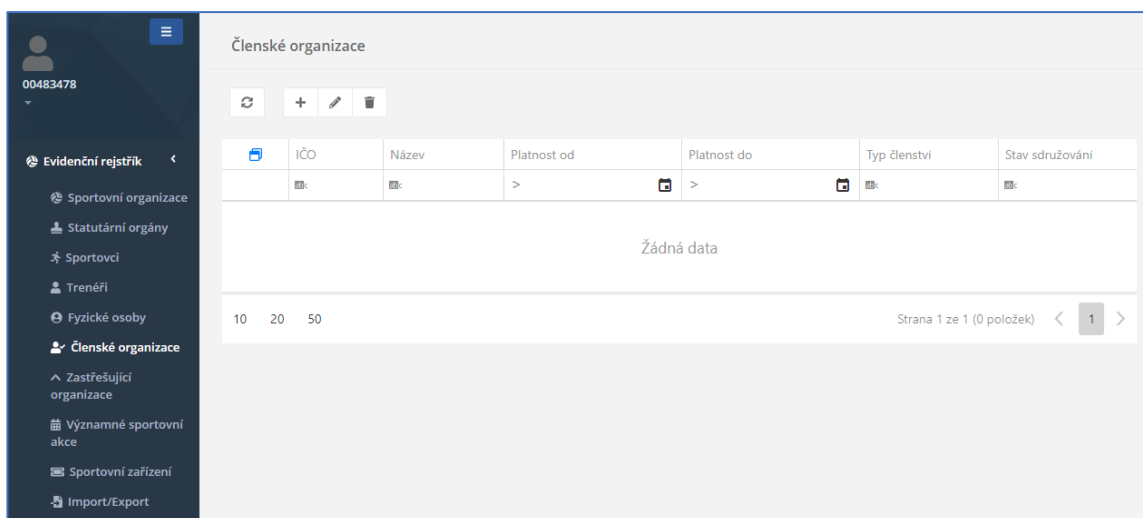 00483478
Evidenční rejstřík
Sportovní organizace
Statutární orgány
Sportovci
Trenéři
Fyzické osoby
Členské organizace
Zastřešující
organizace
Významné sportovní
akce
Sportovní zařízení
Import/Export
Členské organizace
IČO Název Platnost od Platnost do Typ členství Stav sdružování
> >
Žádná data
10 20 50 Strana 1 ze 1 (0 položek) < 1 >